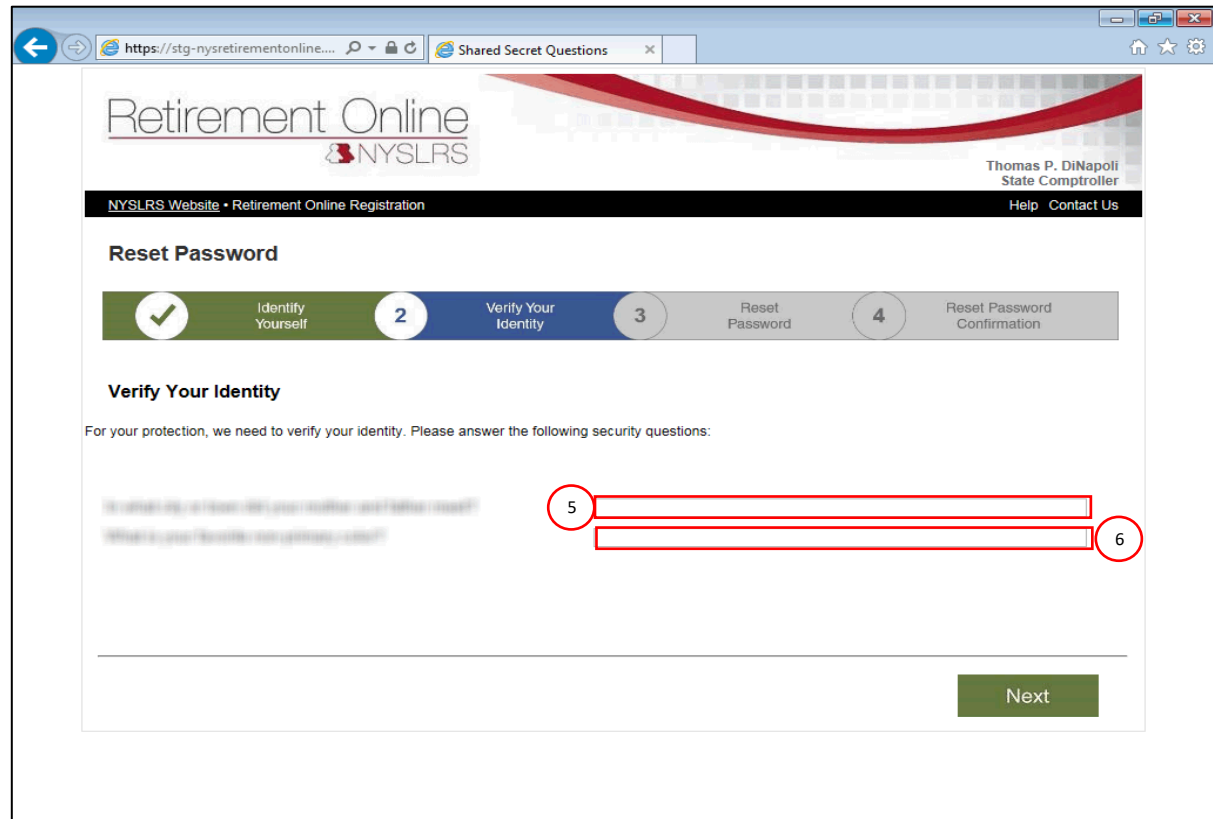 https://stg-nysretirementonline.... Shared Secret Questions
Retirement Online
NYSLRS
Thomas P. DiNapoli
State Comptroller
NYSLRS Website • Retirement Online Registration Help Contact Us
Reset Password
Identify Yourself
2 Verify Your Identity
3 Reset Password
4 Reset Password Confirmation
Verify Your Identity
For your protection, we need to verify your identity. Please answer the following security questions:
5
6
Next